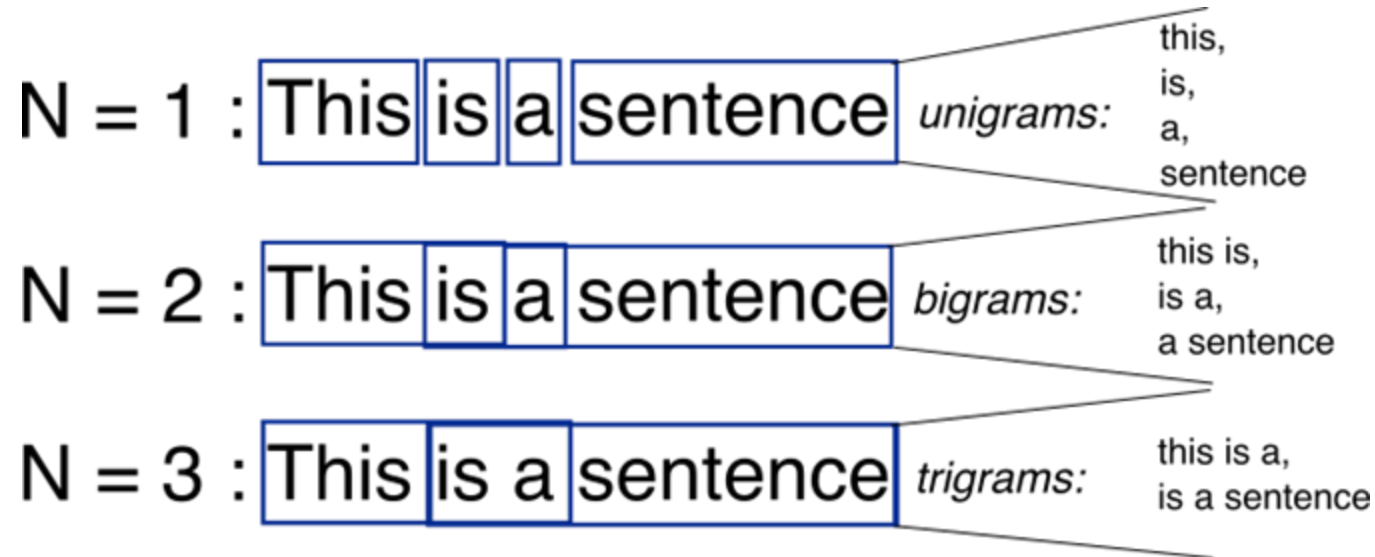 N = 1 : This is a sentence unigrams:
this,
is,
a,
sentence
N = 2 : This is a sentence bigrams:
this is,
is a,
a sentence
N = 3 : This is a sentence trigrams:
this is a,
is a sentence